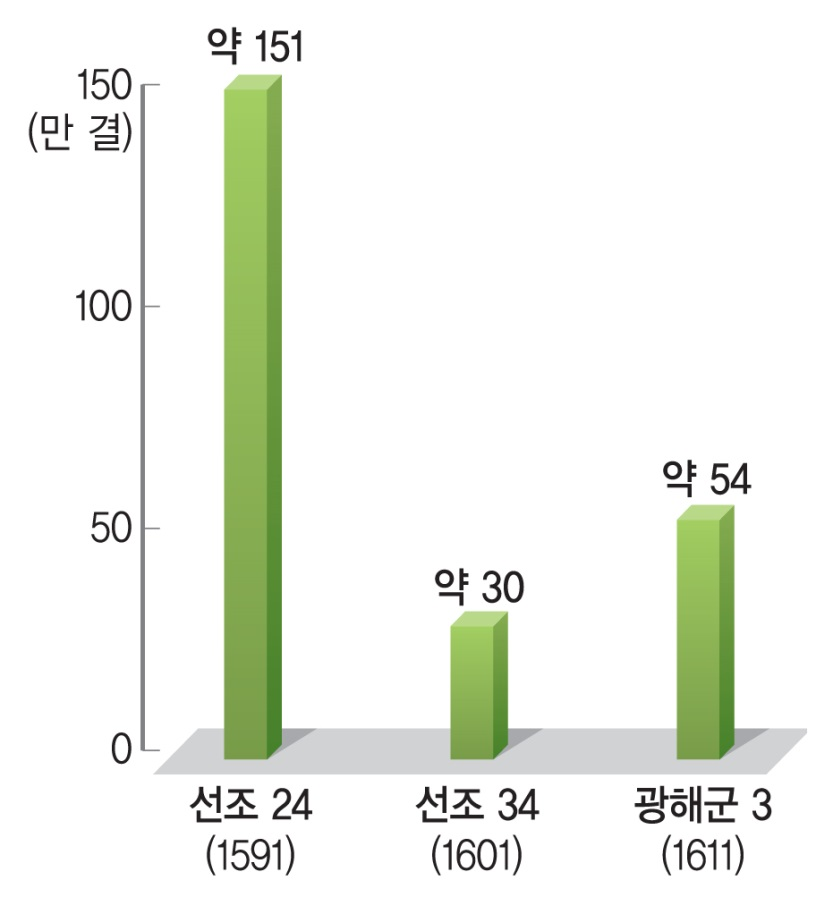 약 151
150
(만 결)
100
50
0
약 30
약 54
선조 24
(1591)
선조 34
(1601)
광해군 3
(1611)